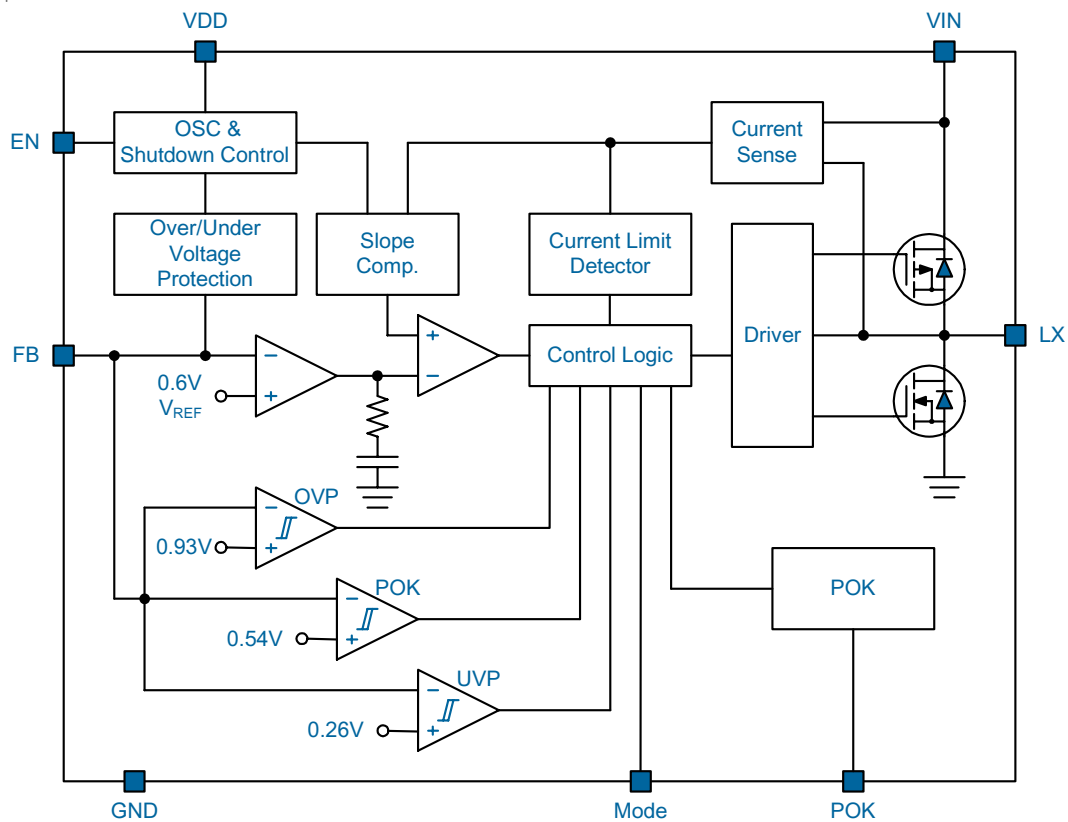 VDD
VIN
EN
OSC &
Shutdown Control
Current
Sense
Over/Under
Voltage
Protection
Slope
Comp.
Current Limit
Detector
Driver
+
−
Control Logic
LX
FB
−
+
0.6V
VREF
OVP
−
+
0.93V
POK
−
+
0.54V
POK
UVP
−
+
0.26V
GND
Mode
POK